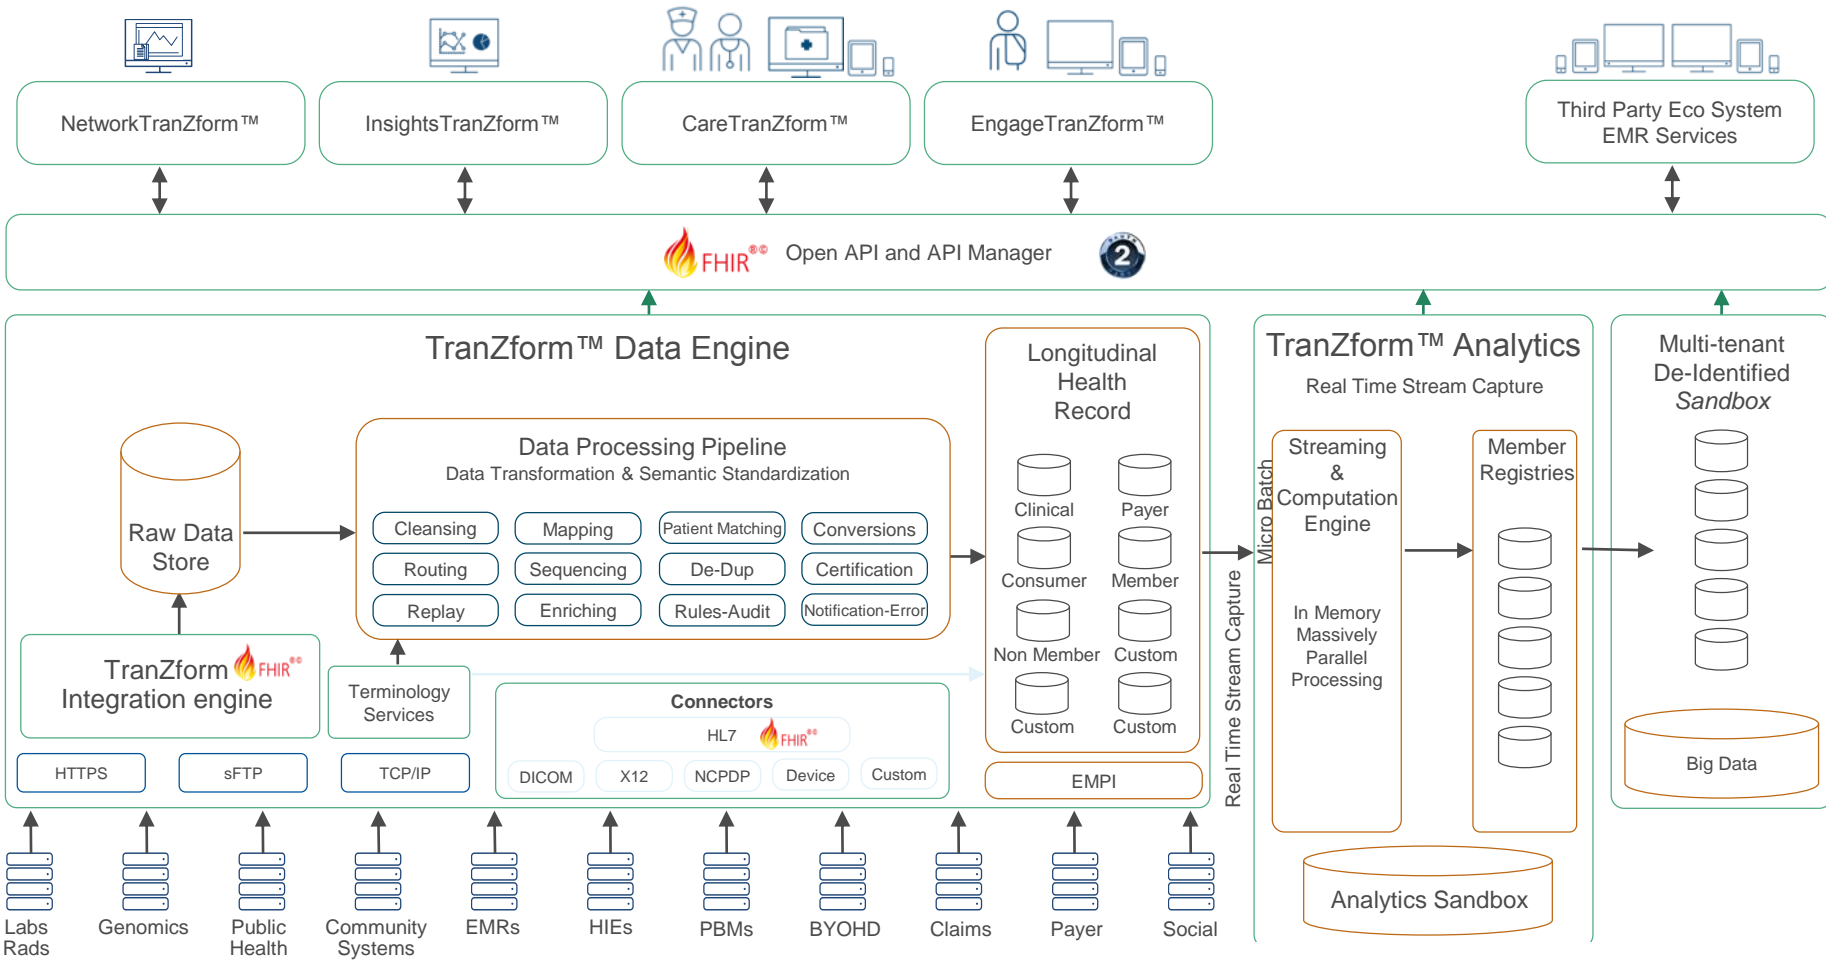 NetworkTranZform™
InsightsTranZform™
CareTranZform™
EngageTranZform™
Third Party Eco System
EMR Services
FHIR®©
Open API and API Manager
2
TranZform™ Data Engine
Raw Data
Store
TranZform
FHIR®©
Integration engine
HTTPS
sFTP
TCP/IP
Data Processing Pipeline
Data Transformation & Semantic Standardization
Cleansing
Mapping
Patient Matching
Conversions
Routing
Sequencing
De-Dup
Certification
Replay
Enriching
Rules-Audit
Notification-Error
Terminology
Services
Connectors
HL7
FHIR®©
DICOM
X12
NCPDP
Device
Custom
Longitudinal
Health
Record
Clinical
Payer
Consumer
Member
Non Member
Custom
Custom
Custom
EMPI
Real Time Stream Capture
Micro Batch
TranZform™ Analytics
Real Time Stream Capture
Streaming
&
Computation
Engine
In Memory
Massively
Parallel
Processing
Member
Registries
Analytics Sandbox
Multi-tenant
De-Identified
Sandbox
Big Data
Labs
Rads
Genomics
Public
Health
Community
Systems
EMRs
HIEs
PBMs
BYOHD
Claims
Payer
Social